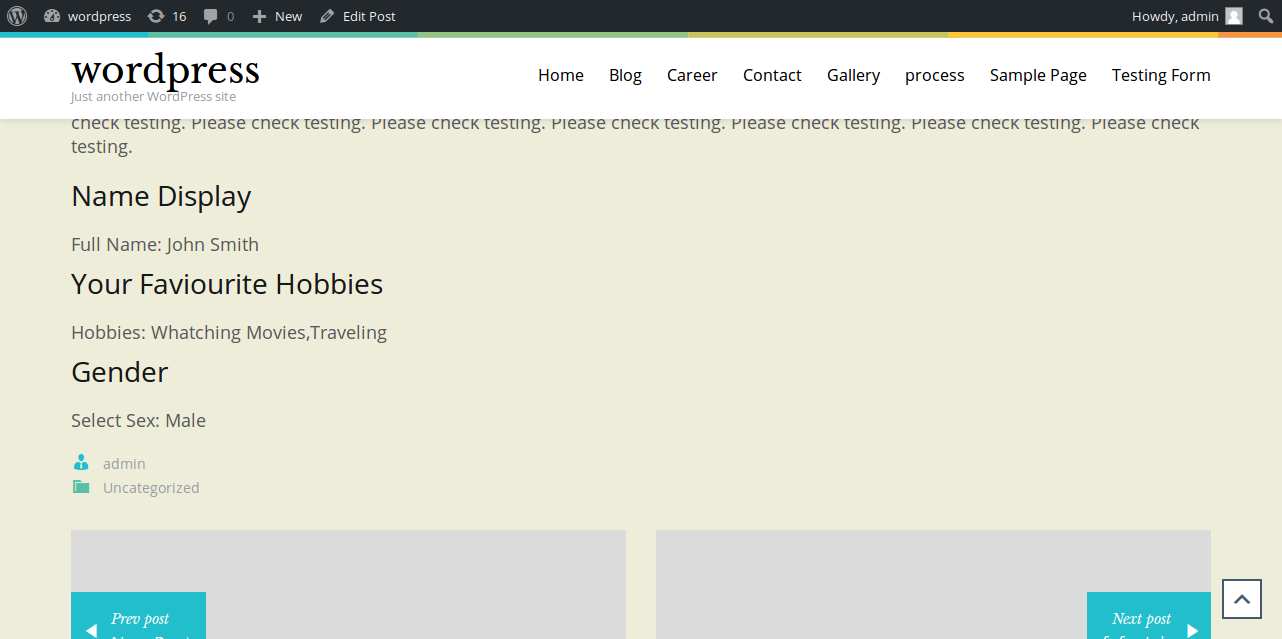 wordpress 16 0 New Edit Post Howdy, admin
wordpress
Just another WordPress site
Home Blog Career Contact Gallery process Sample Page Testing Form
check testing. Please check testing. Please check testing. Please check testing. Please check testing. Please check testing. Please check
testing.
Name Display
Full Name: John Smith
Your Faviourite Hobbies
Hobbies: Whatching Movies,Traveling
Gender
Select Sex: Male
admin
Uncategorized
Prev post
Next post